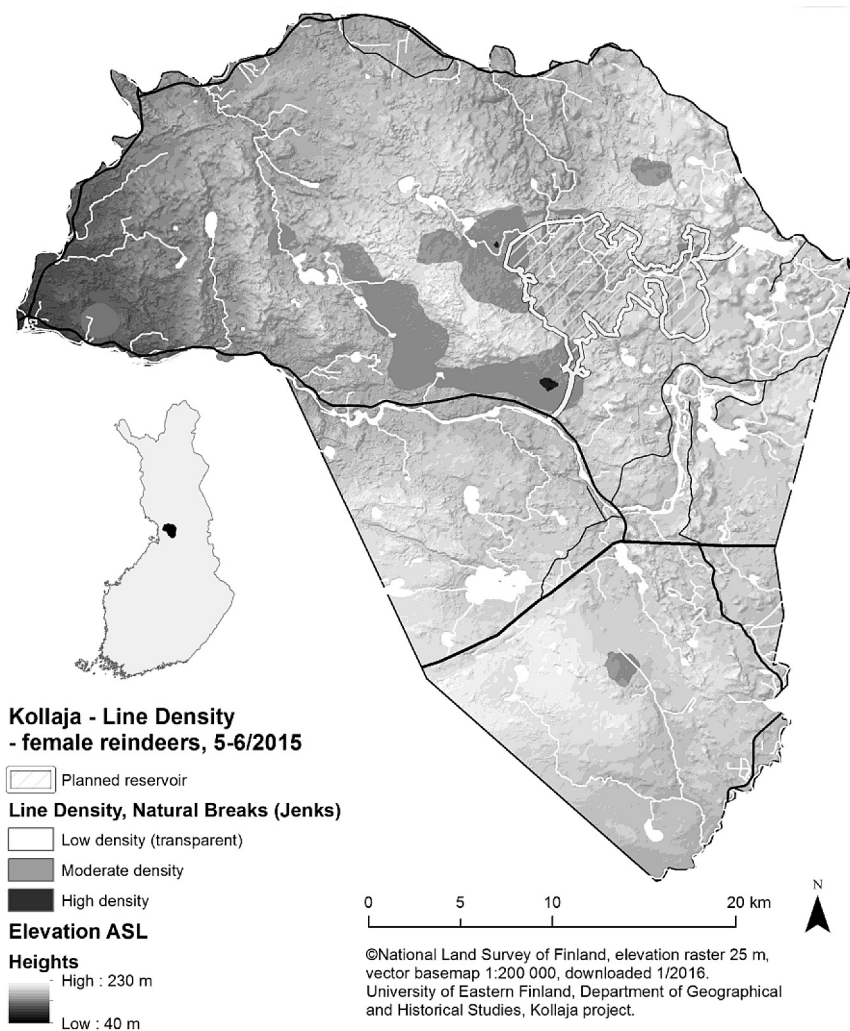 Kollaja - Line Density
- female reindeers, 5-6/2015
Planned reservoir
Line Density, Natural Breaks (Jenks)
Low density (transparent)
Moderate density
High density
Elevation ASL
Heights
High : 230 m
Low : 40 m
0 5 10 20 km
N
©National Land Survey of Finland, elevation raster 25 m,
vector basemap 1:200 000, downloaded 1/2016.
University of Eastern Finland, Department of Geographical
and Historical Studies, Kollaja project.